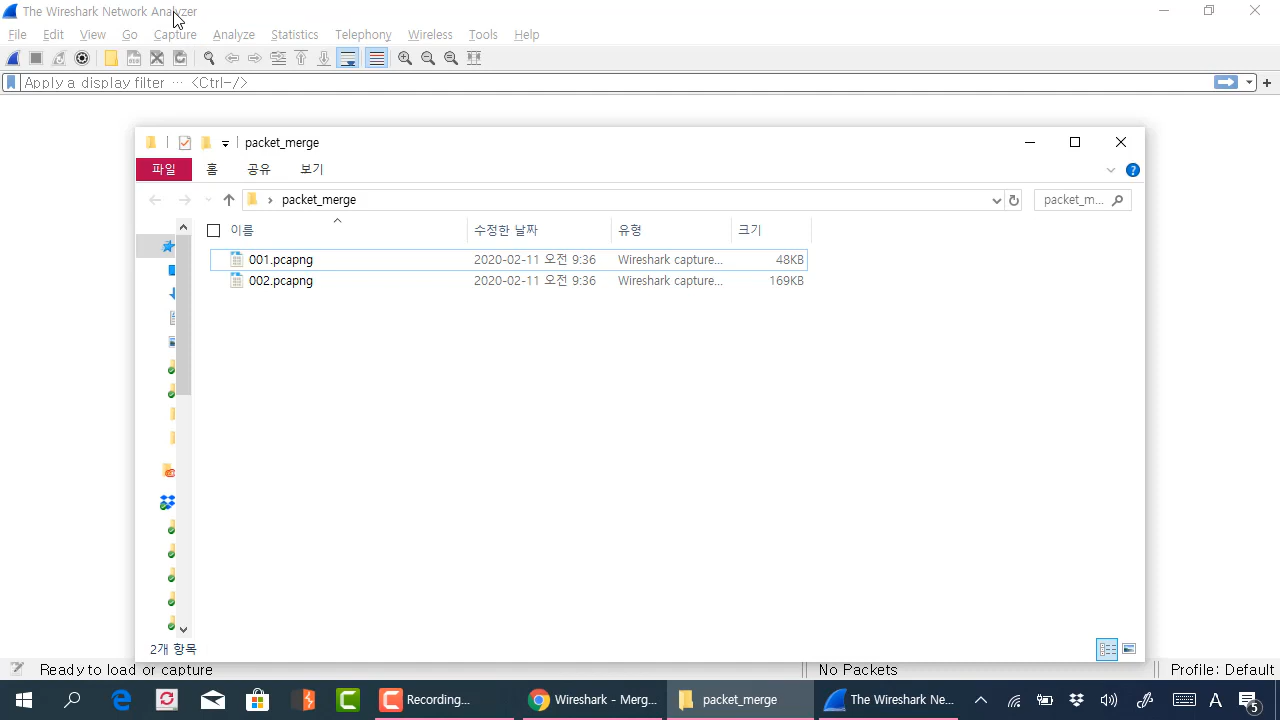 The Wireshark Network Analyzer
File Edit View Go Capture Analyze Statistics Telephony Wireless Tools Help
Apply a display filter ··· <Ctrl-/>
packet_merge
파일 홈 공유 보기
packet_merge packet_m...
이름 수정한 날짜 유형 크기
001.pcapng 2020-02-11 오전 9:36 Wireshark capture... 48KB
002.pcapng 2020-02-11 오전 9:36 Wireshark capture... 169KB
2개 항목
Ready to load or capture No Packets Profile: Default
Recording... Wireshark - Merg... packet_merge The Wireshark Ne... A 5